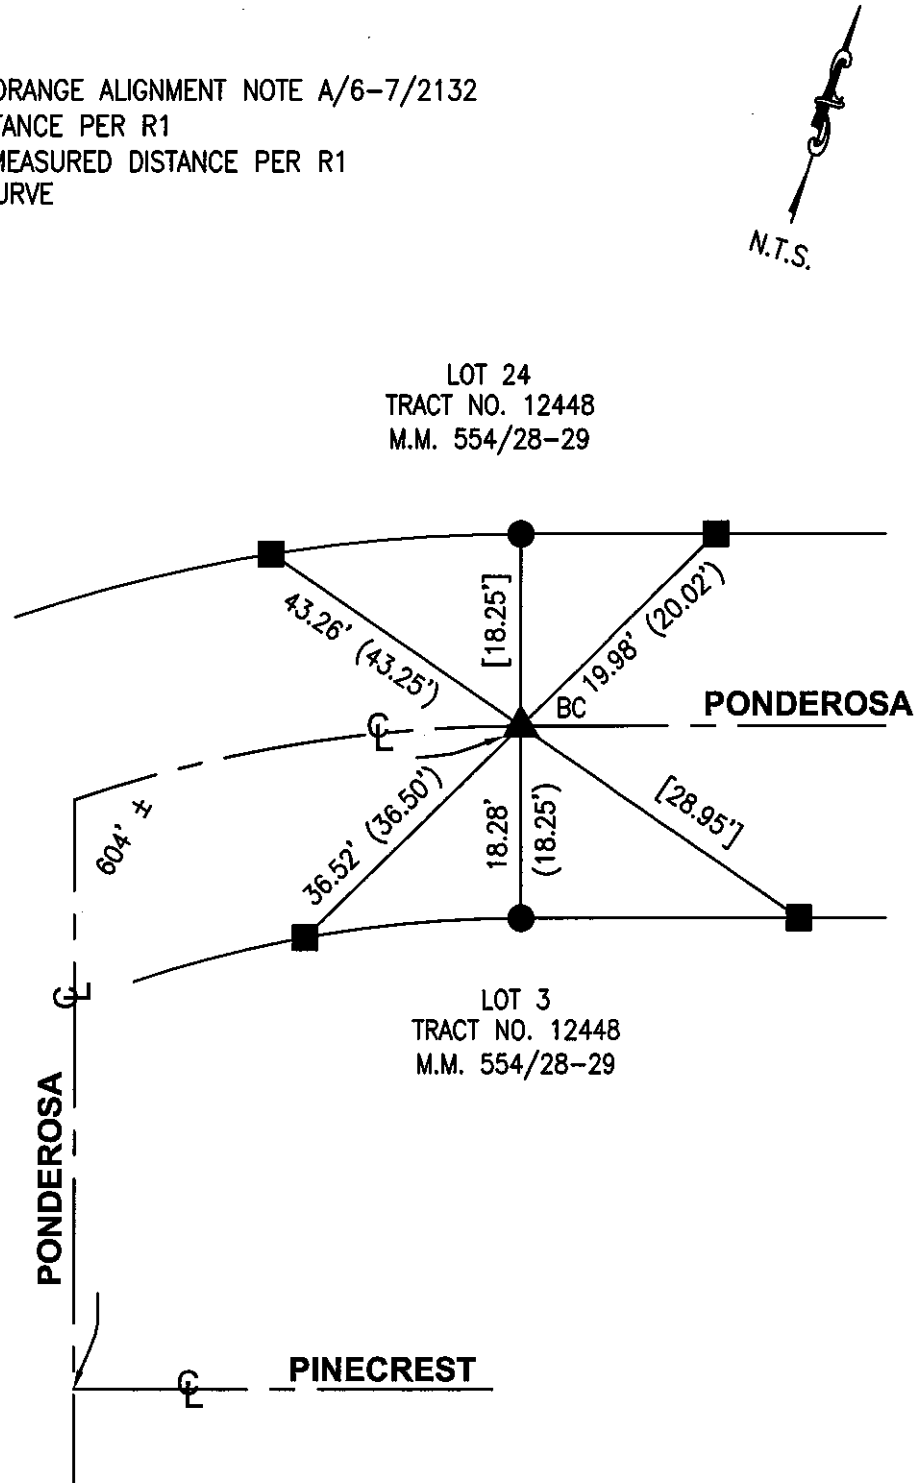 ORANGE ALIGNMENT NOTE A/6-7/2132
TANCE PER R1
MEASURED DISTANCE PER R1
URVE
N.T.S.
LOT 24
TRACT NO. 12448
M.M. 554/28-29
43.26' (43.25')
[18.25']
19.98' (20.02')
BC
PONDEROSA
℄
604' ±
36.52' (36.50')
18.28'
(18.25')
[28.95']
℄
LOT 3
TRACT NO. 12448
M.M. 554/28-29
PONDEROSA
PINECREST
℄